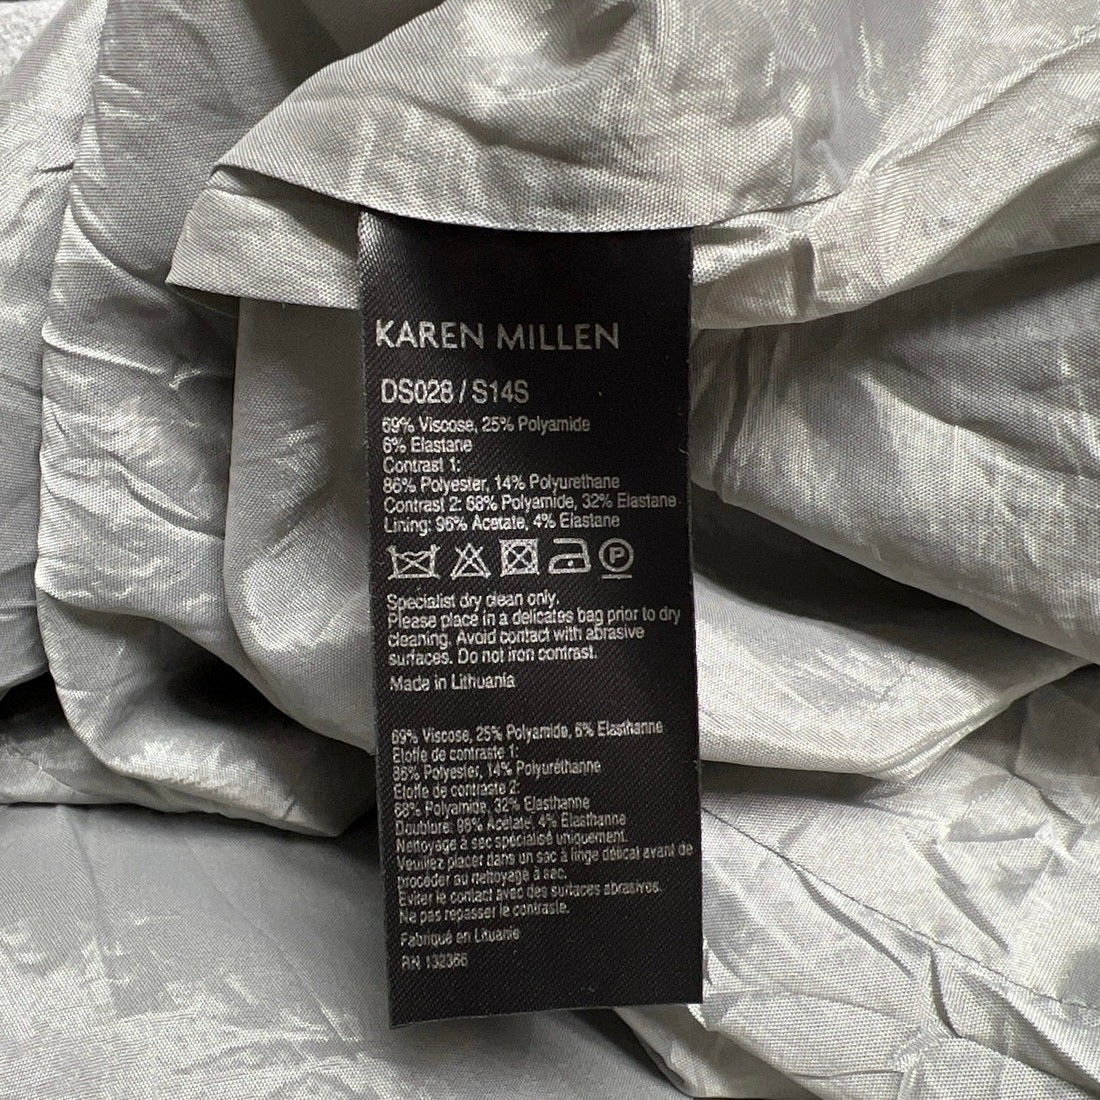 KAREN MILLEN
DS028 / S14S
69% Viscose, 25% Polyamide
6% Elastane
Contrast 1:
86% Polyester, 14% Polyurethane
Contrast 2: 68% Polyamide, 32% Elastane
Lining: 96% Acetate, 4% Elastane
P
Specialist dry clean only.
Please place in a delicates bag prior to dry
cleaning. Avoid contact with abrasive
surfaces. Do not iron contrast.
Made in Lithuania
69% Viscose, 25% Polyamide, 6% Elasthanne
Etoffe de contraste 1:
86% Polyester, 14% Polyuréthanne
Etoffe de contraste 2:
68% Polyamide, 32% Elasthanne
Doublure: 96% Acétate, 4% Elasthanne
Nettoyage à sec spécialisé uniquement.
Veuillez placer dans un sac à linge délicat avant de
procéder au nettoyage à sec.
Eviter le contact avec des surfaces abrasives.
Ne pas repasser le contraste.
Fabriqué en Lituanie
RN 132366